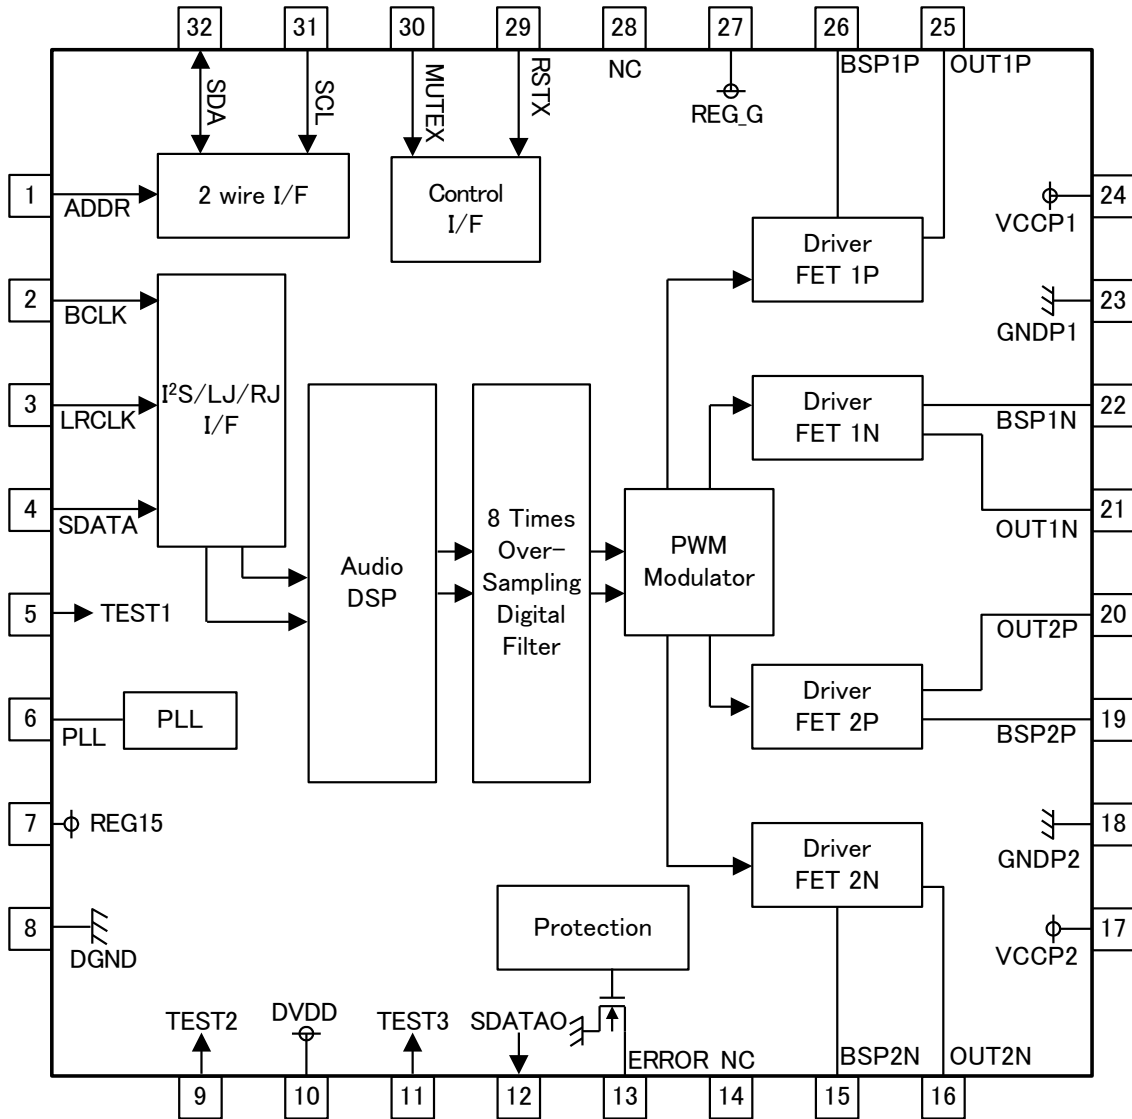 32 31 30 29 28 27 26 25
SDA
SCL
MUTEX
RSTX
NC
REG_G
BSP1P
OUT1P
1
ADDR
2 wire I/F
Control
I/F
Driver
FET 1P
24
VCCP1
2
BCLK
23
GNDP1
3
LRCLK
I²S/LJ/RJ
I/F
Driver
FET 1N
22
BSP1N
4
SDATA
21
OUT1N
Audio
DSP
8 Times
Over-
Sampling
Digital
Filter
PWM
Modulator
5
TEST1
20
OUT2P
6
PLL
PLL
Driver
FET 2P
19
BSP2P
7
REG15
18
GNDP2
Driver
FET 2N
8
DGND
Protection
17
VCCP2
TEST2
DVDD
TEST3
SDATAO
ERROR
NC
BSP2N
OUT2N
9 10 11 12 13 14 15 16